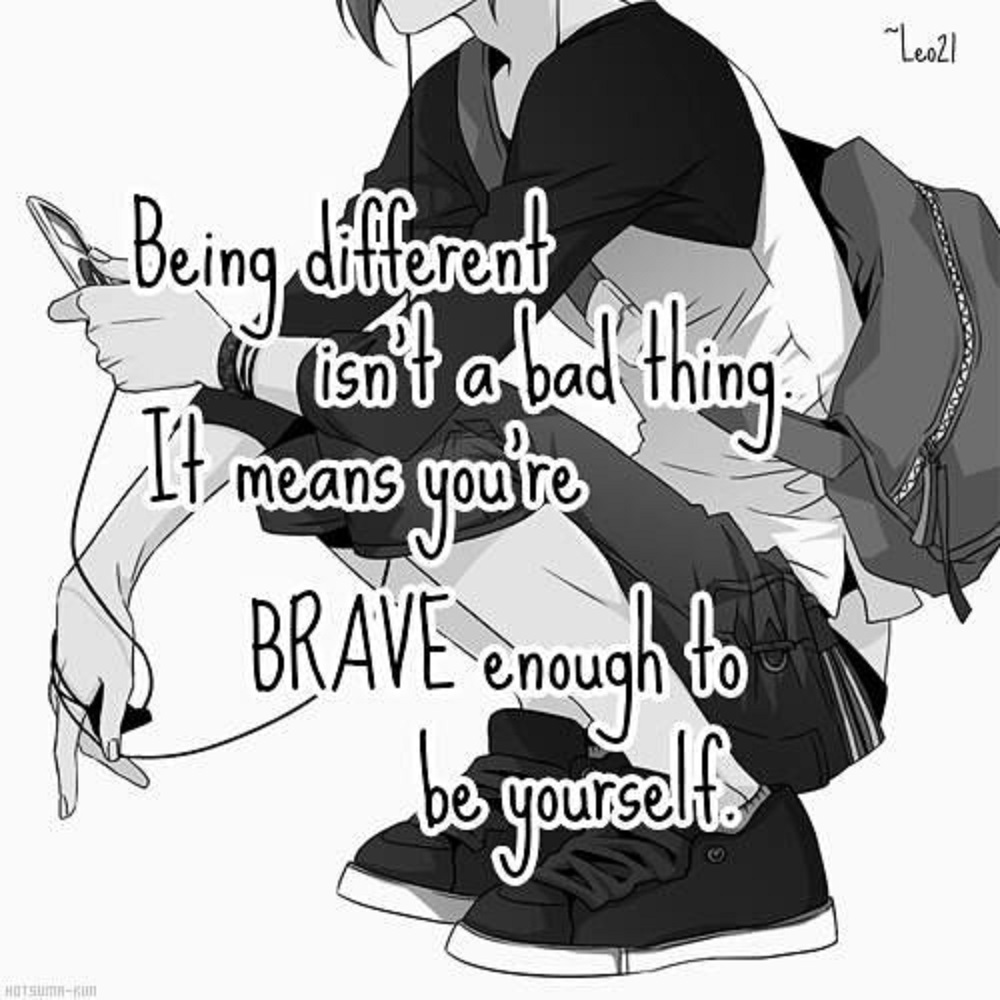 ~Leo21
Being different
isn't a bad thing.
It means you're
BRAVE enough to
be yourself.
HOTSUMA-KUN